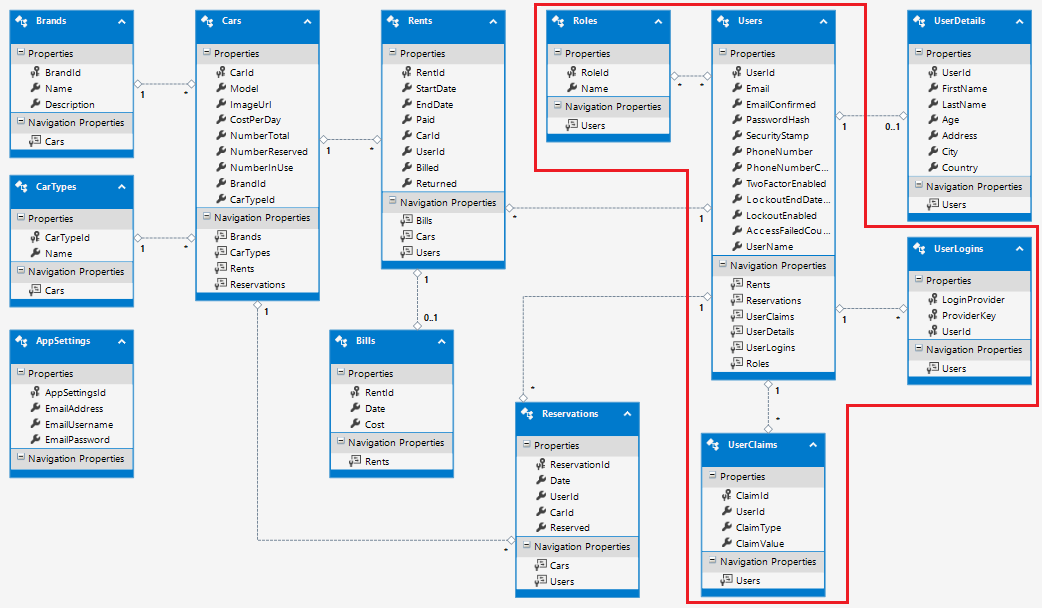 Brands
Properties
BrandId
Name
Description
Navigation Properties
Cars
1
*
CarTypes
Properties
CarTypeId
Name
Navigation Properties
Cars
1
*
AppSettings
Properties
AppSettingsId
EmailAddress
EmailUsername
EmailPassword
Navigation Properties
Cars
Properties
CarId
Model
ImageUrl
CostPerDay
NumberTotal
NumberReserved
NumberInUse
BrandId
CarTypeId
Navigation Properties
Brands
CarTypes
Rents
Reservations
1
*
1
*
Rents
Properties
RentId
StartDate
EndDate
Paid
CarId
UserId
Billed
Returned
Navigation Properties
Bills
Cars
Users
*
1
1
0..1
Bills
Properties
RentId
Date
Cost
Navigation Properties
Rents
Roles
Properties
RoleId
Name
Navigation Properties
Users
*
*
Reservations
Properties
ReservationId
Date
UserId
CarId
Reserved
Navigation Properties
Cars
Users
*
1
Users
Properties
UserId
Email
EmailConfirmed
PasswordHash
SecurityStamp
PhoneNumber
PhoneNumberC...
TwoFactorEnabled
LockoutEndDate...
LockoutEnabled
AccessFailedCou...
UserName
Navigation Properties
Rents
Reservations
UserClaims
UserDetails
UserLogins
Roles
1
0..1
1
*
1
*
UserClaims
Properties
ClaimId
UserId
ClaimType
ClaimValue
Navigation Properties
Users
UserDetails
Properties
UserId
FirstName
LastName
Age
Address
City
Country
Navigation Properties
Users
UserLogins
Properties
LoginProvider
ProviderKey
UserId
Navigation Properties
Users